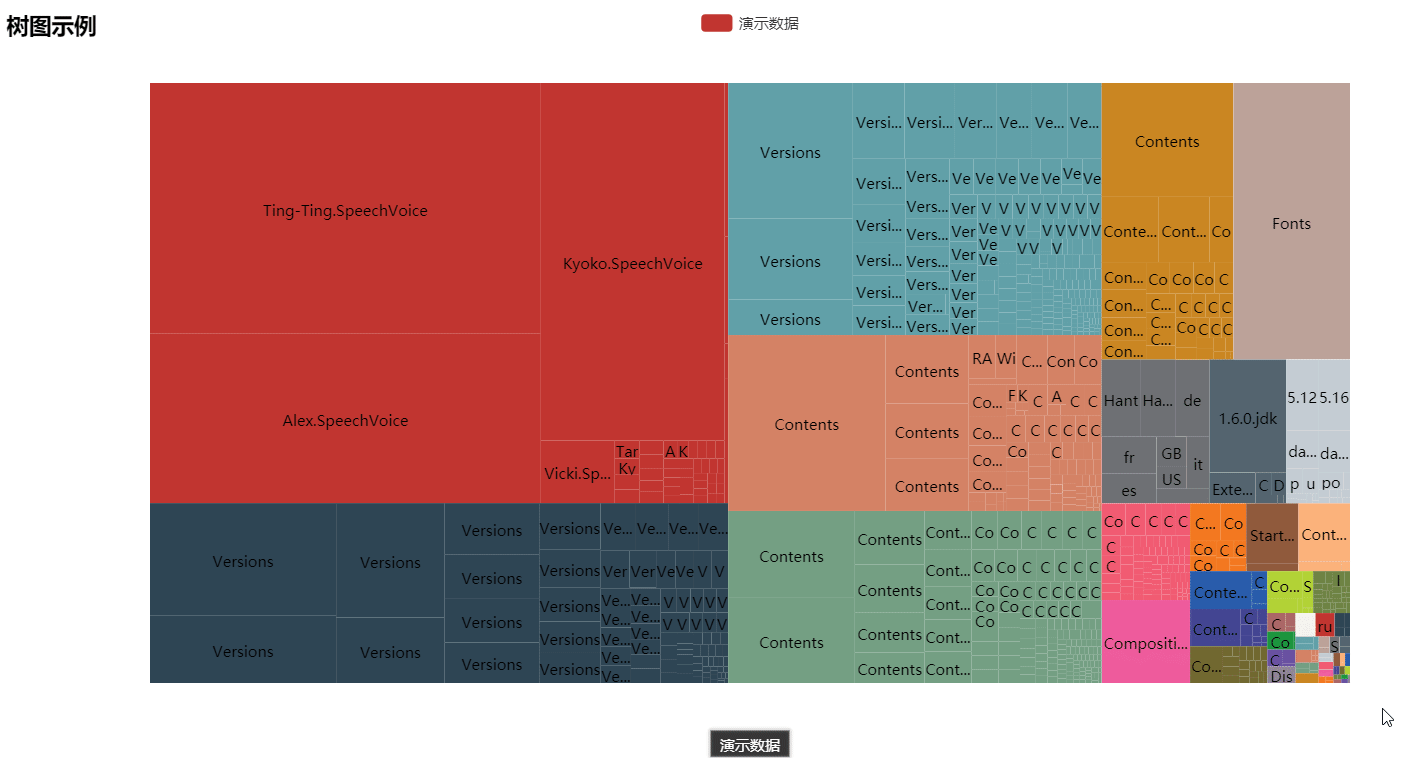 树图示例
演示数据
Ting-Ting.SpeechVoice
Alex.SpeechVoice
Kyoko.SpeechVoice
Vicki.Sp...
Tar
Kv
A K
Versions
Versions
Versions
Versi... Versi... Ver... Ve... Ve... Ve...
Versi... Vers... Ve Ve Ve Ve Ve Ve Ve
Vers... Ver V V V V V V V V
Versi... Vers... Ver Ve V V V V V V V
Ve V V V
Versi... Vers... Ver Ve
Ver
Versi... Vers... Ver
Ver... Ver
Versi... Vers... Ver
Contents
Conte... Cont... Co
Con... Co Co Co C
Con... C... C C C C
Con... C... Co C C C
C...
Con...
Fonts
Contents
Contents
Contents
Contents
RA Wi C... Con Co
Co... F K C A C C
Co... C C C C C C
Co... Co C
Co...
Hant Ha... de
fr GB it
es US
1.6.0.jdk
Exte... C D
5.12 5.16
da... da...
p u po
Versions
Versions
Versions
Versions
Versions
Versions
Versions
Versions
Versions Ve... Ve... Ve... Ve...
Versions Ver Ver Ve Ve V V
Versions Ve... Ve... V V V V V
Ve... Ve... V V V V V
Versions Ve... Ve...
Versions Ve...
Ve...
Contents
Contents
Contents
Contents
Contents
Contents
Cont... Co Co C C C C
Cont... Co Co C C C C C
Cont... Co Co C C C C C C
Co Co C C C C C
Cont... Co
Cont...
Co C C C C
C
C
Compositi...
C... Co
Co C C
Co
Start...
Cont...
Conte... C
Cont... C
Co...
Co... S
I
C
Co
C
Dis
ru
S
演示数据